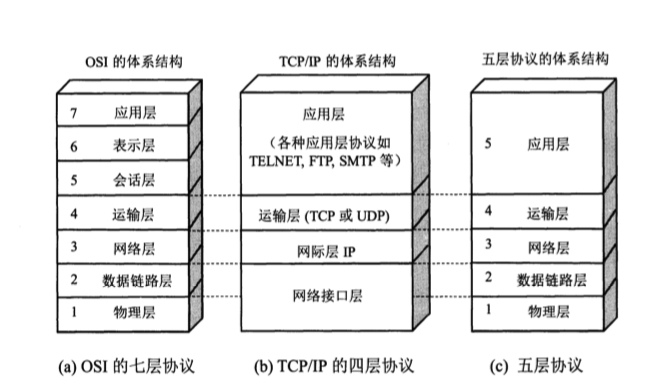 OSI 的体系结构
7 应用层
6 表示层
5 会话层
4 运输层
3 网络层
2 数据链路层
1 物理层
(a) OSI 的七层协议
TCP/IP 的体系结构
应用层
（各种应用层协议如
TELNET, FTP, SMTP 等）
运输层 (TCP 或 UDP)
网际层 IP
网络接口层
(b) TCP/IP 的四层协议
五层协议的体系结构
5 应用层
4 运输层
3 网络层
2 数据链路层
1 物理层
(c) 五层协议